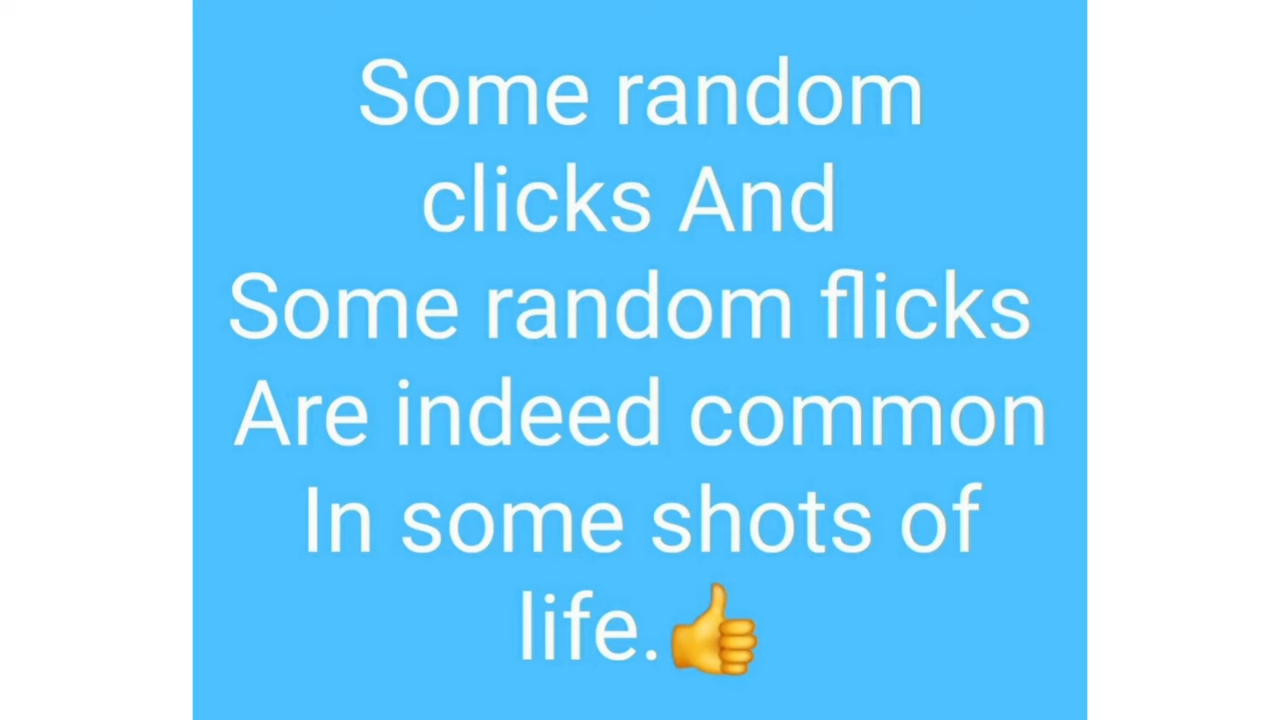 Some random
clicks And
Some random flicks
Are indeed common
In some shots of
life.👍